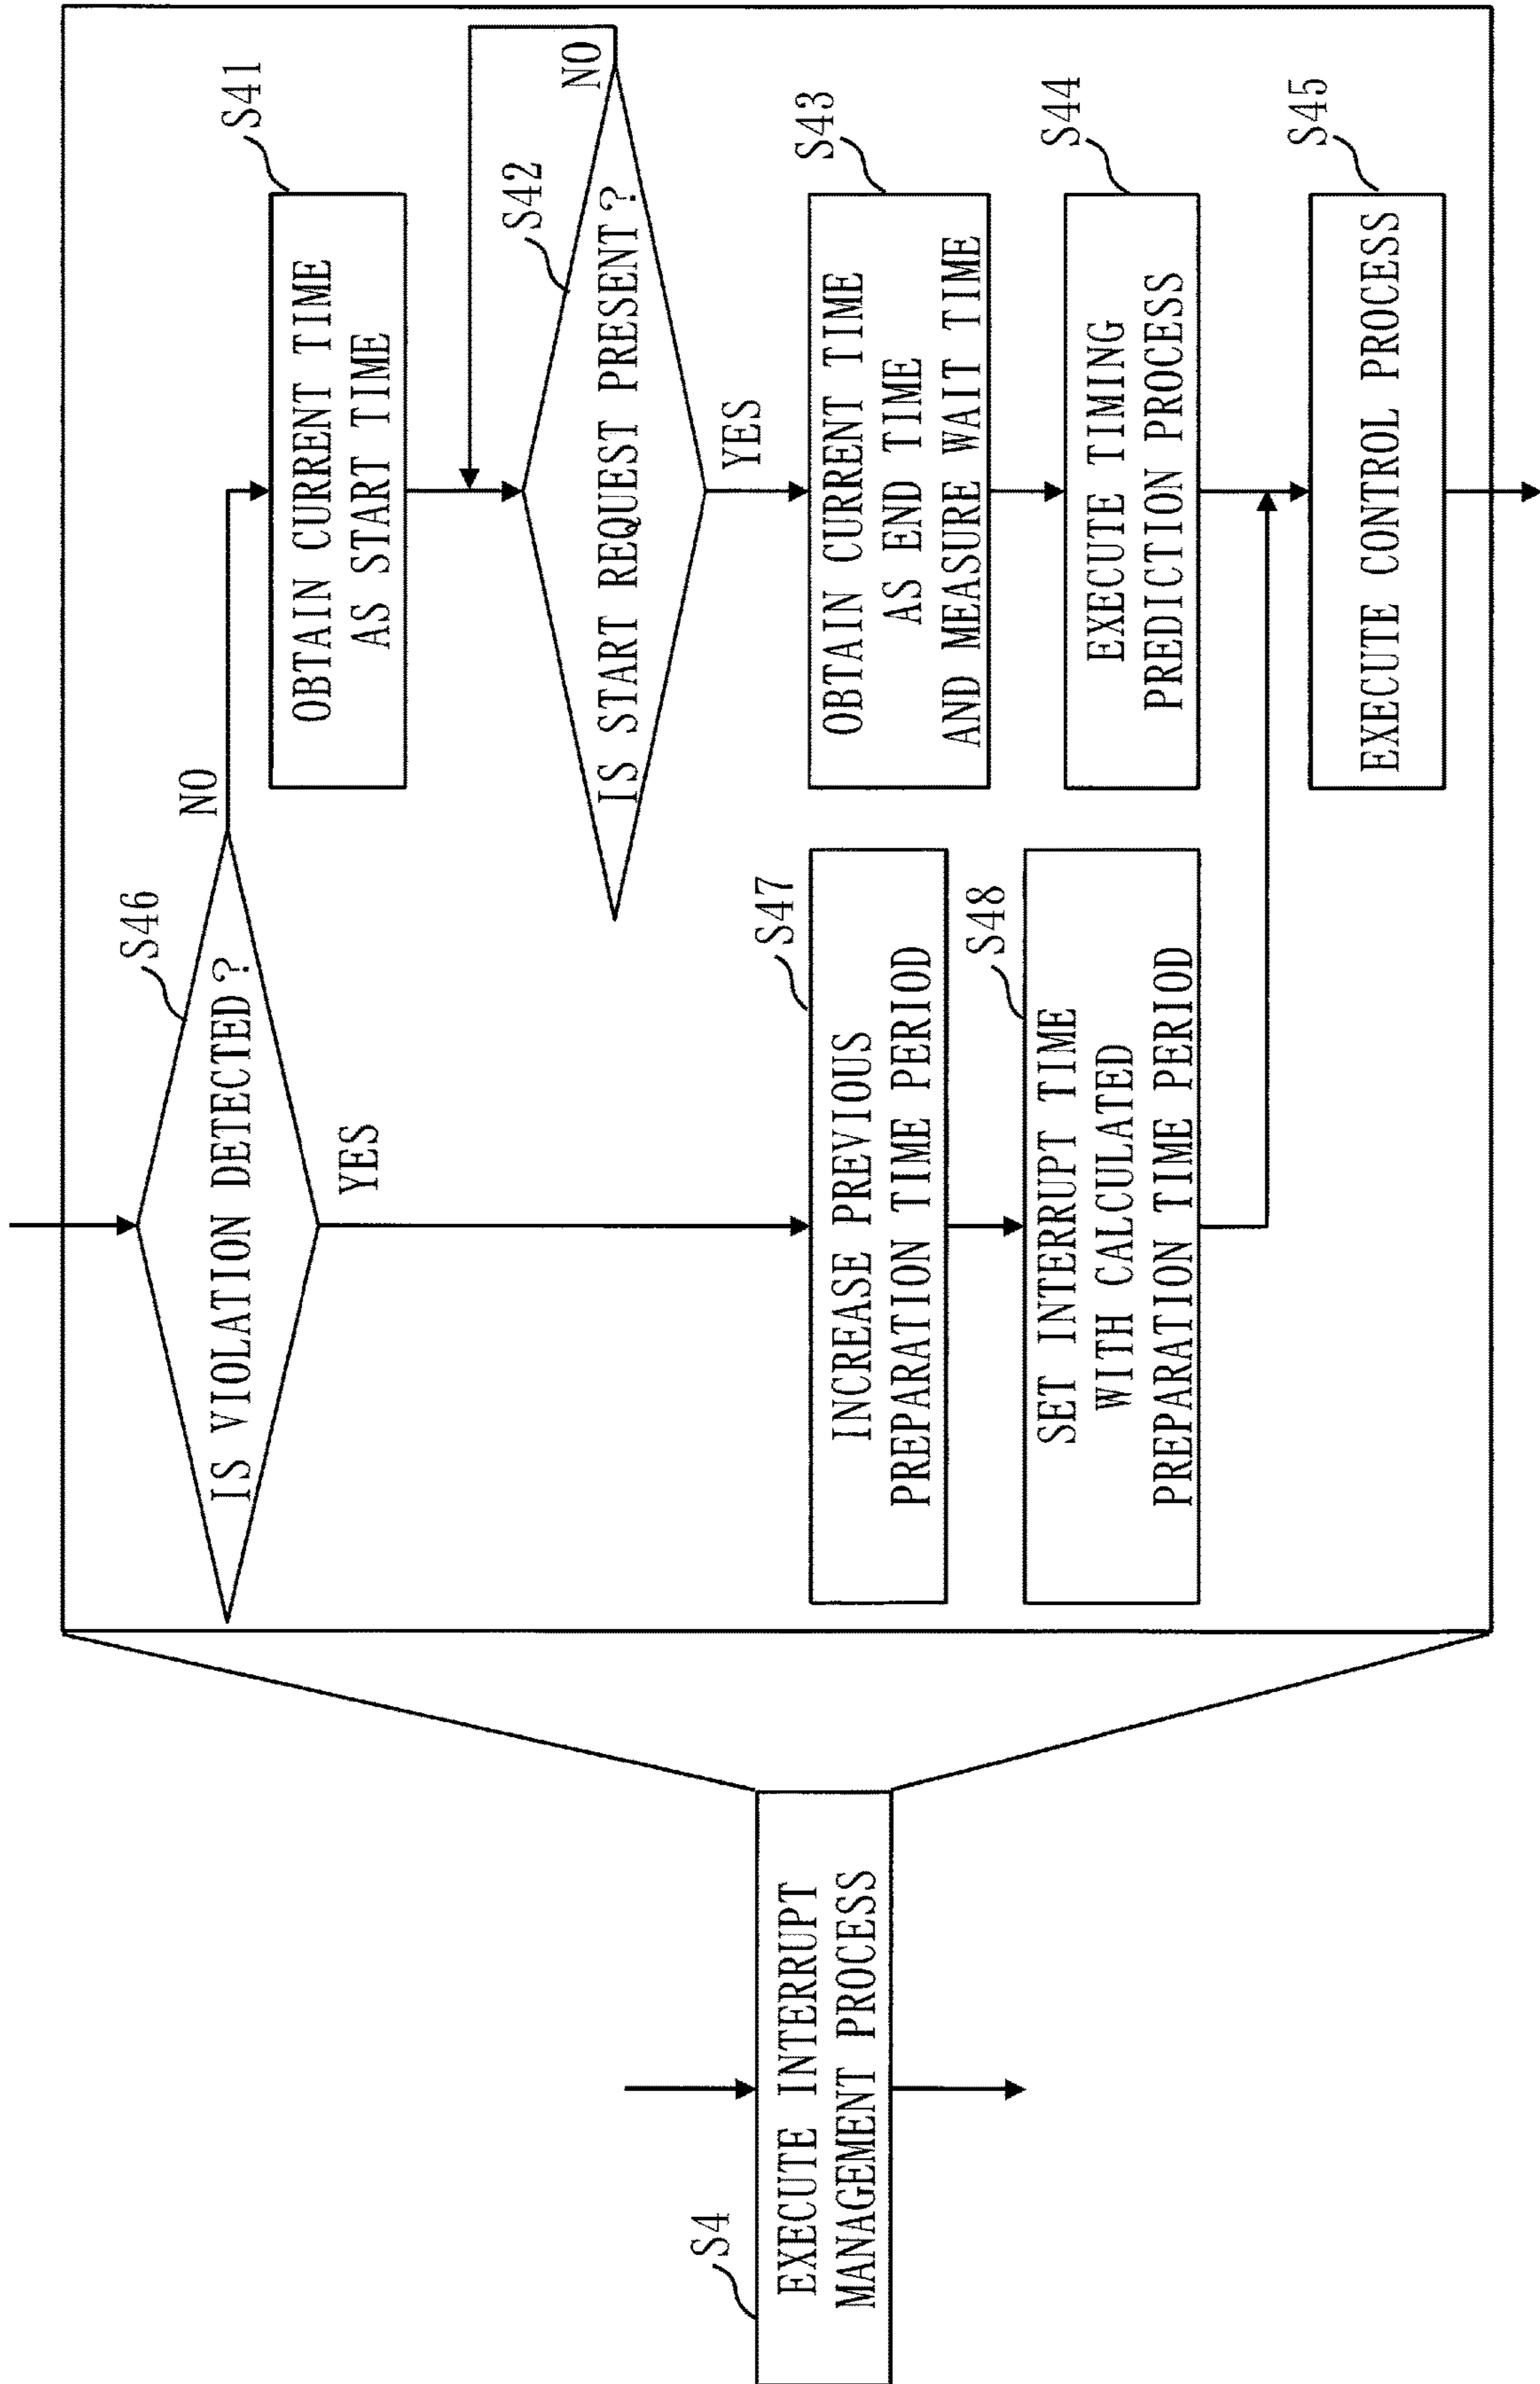 S4
EXECUTE INTERRUPT
MANAGEMENT PROCESS
S46
IS VIOLATION DETECTED?
NO
YES
S41
OBTAIN CURRENT TIME
AS START TIME
S42
IS START REQUEST PRESENT?
NO
YES
S47
INCREASE PREVIOUS
PREPARATION TIME PERIOD
S48
SET INTERRUPT TIME
WITH CALCULATED
PREPARATION TIME PERIOD
S43
OBTAIN CURRENT TIME
AS END TIME
AND MEASURE WAIT TIME
S44
EXECUTE TIMING
PREDICTION PROCESS
S45
EXECUTE CONTROL PROCESS